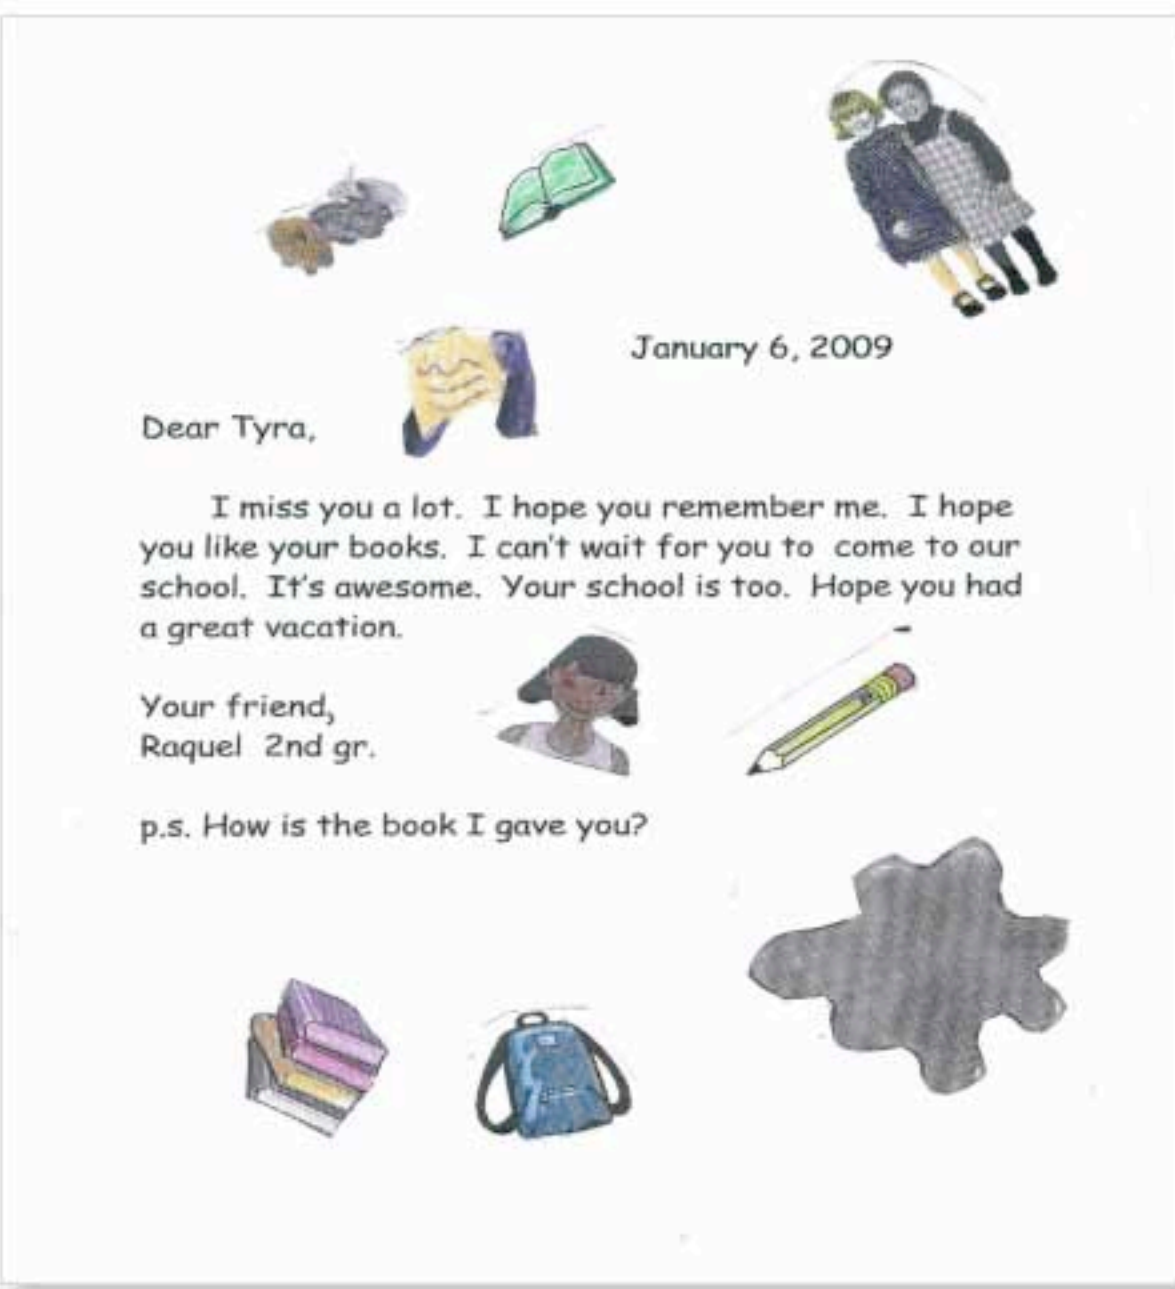 January 6, 2009
Dear Tyra,
I miss you a lot. I hope you remember me. I hope
you like your books. I can't wait for you to come to our
school. It's awesome. Your school is too. Hope you had
a great vacation.
Your friend,
Raquel 2nd gr.
p.s. How is the book I gave you?